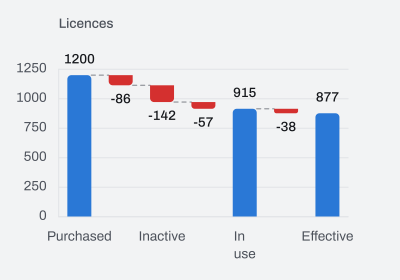 Licences
1200
1250
-86
915
1000
-142
-57
877
750
-38
500
250
0
Purchased
Inactive
In
use
Effective